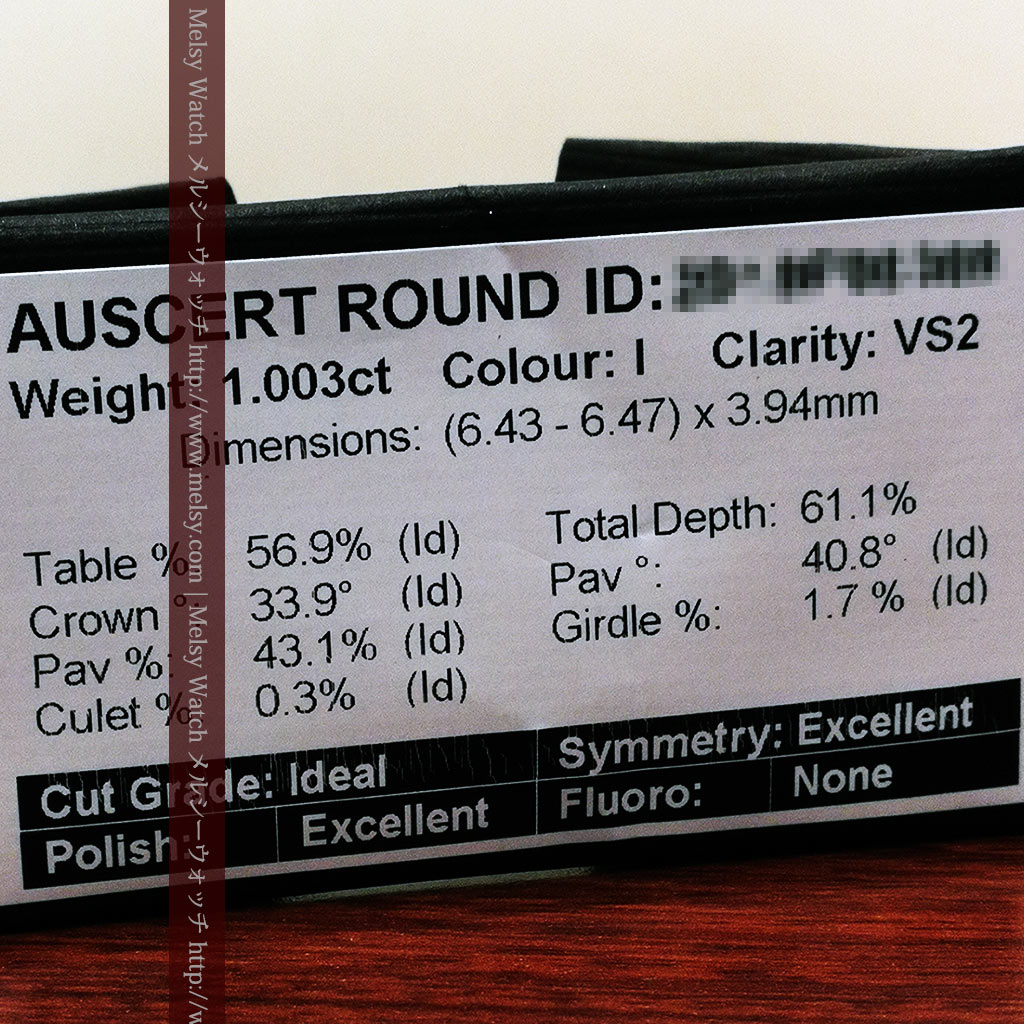 AUSCERT ROUND ID:
Weight: 1.003ct Colour: I Clarity: VS2
Dimensions: (6.43 - 6.47) x 3.94mm
Table % 56.9% (Id) Total Depth: 61.1%
Crown °: 33.9° (Id) Pav °: 40.8° (Id)
Pav %: 43.1% (Id) Girdle %: 1.7 % (Id)
Culet % 0.3% (Id)
Cut Grade: Ideal Symmetry: Excellent
Polish: Excellent Fluoro: None
Melsy Watch メルシーウォッチ http://www.melsy.com | Melsy Watch メルシーウォッチ http://w